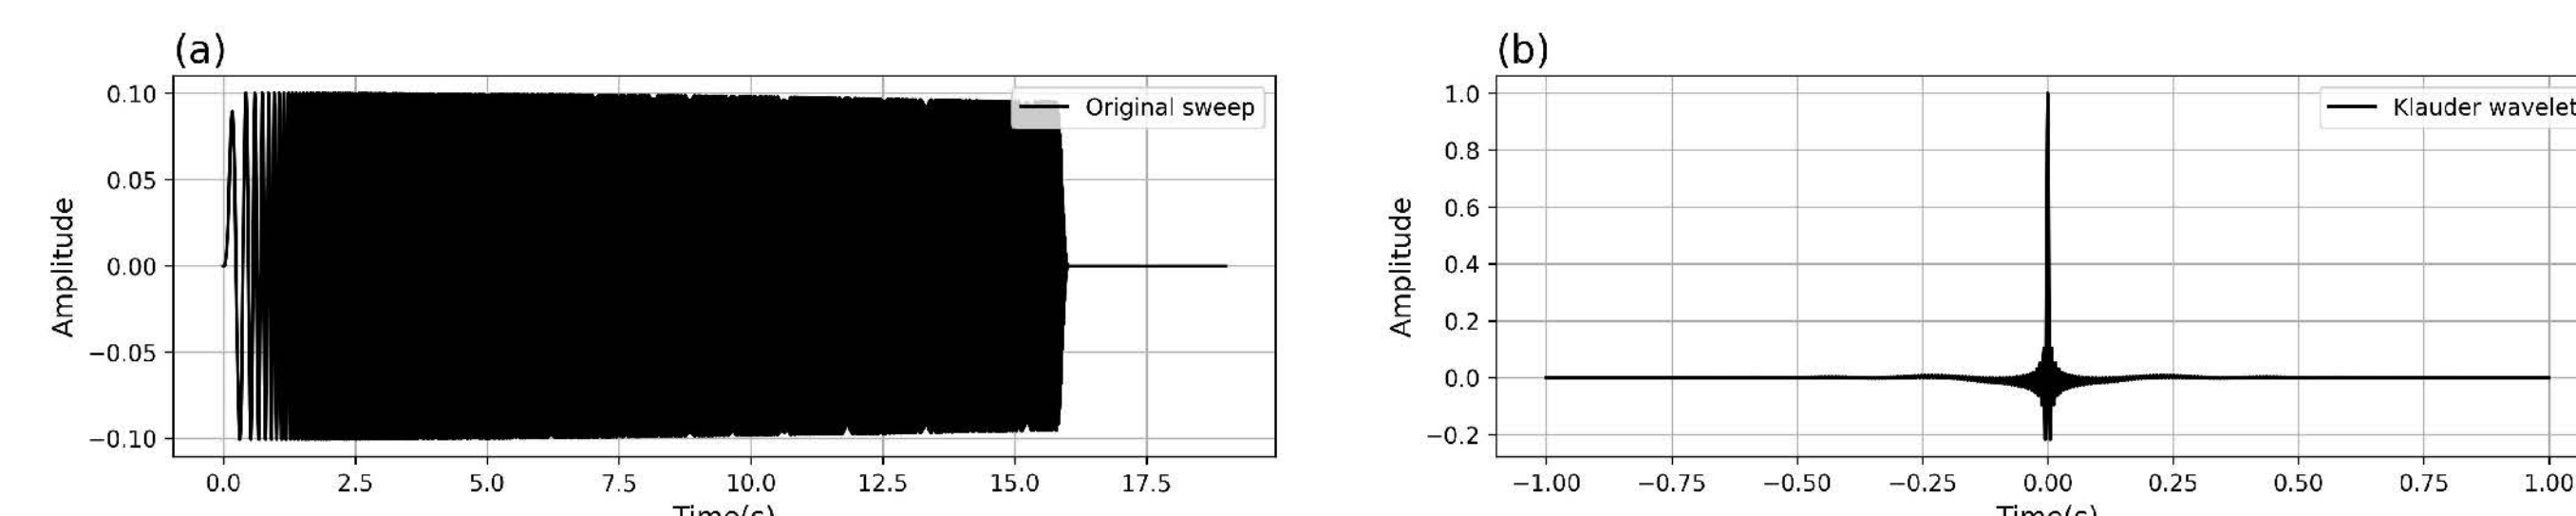 (a)
0.10
0.05
0.00
−0.05
−0.10
Amplitude
Original sweep
0.0 2.5 5.0 7.5 10.0 12.5 15.0 17.5
Time(s)
(b)
1.0
0.8
0.6
0.4
0.2
0.0
−0.2
Amplitude
Klauder wavelet
−1.00 −0.75 −0.50 −0.25 0.00 0.25 0.50 0.75 1.00
Time(s)